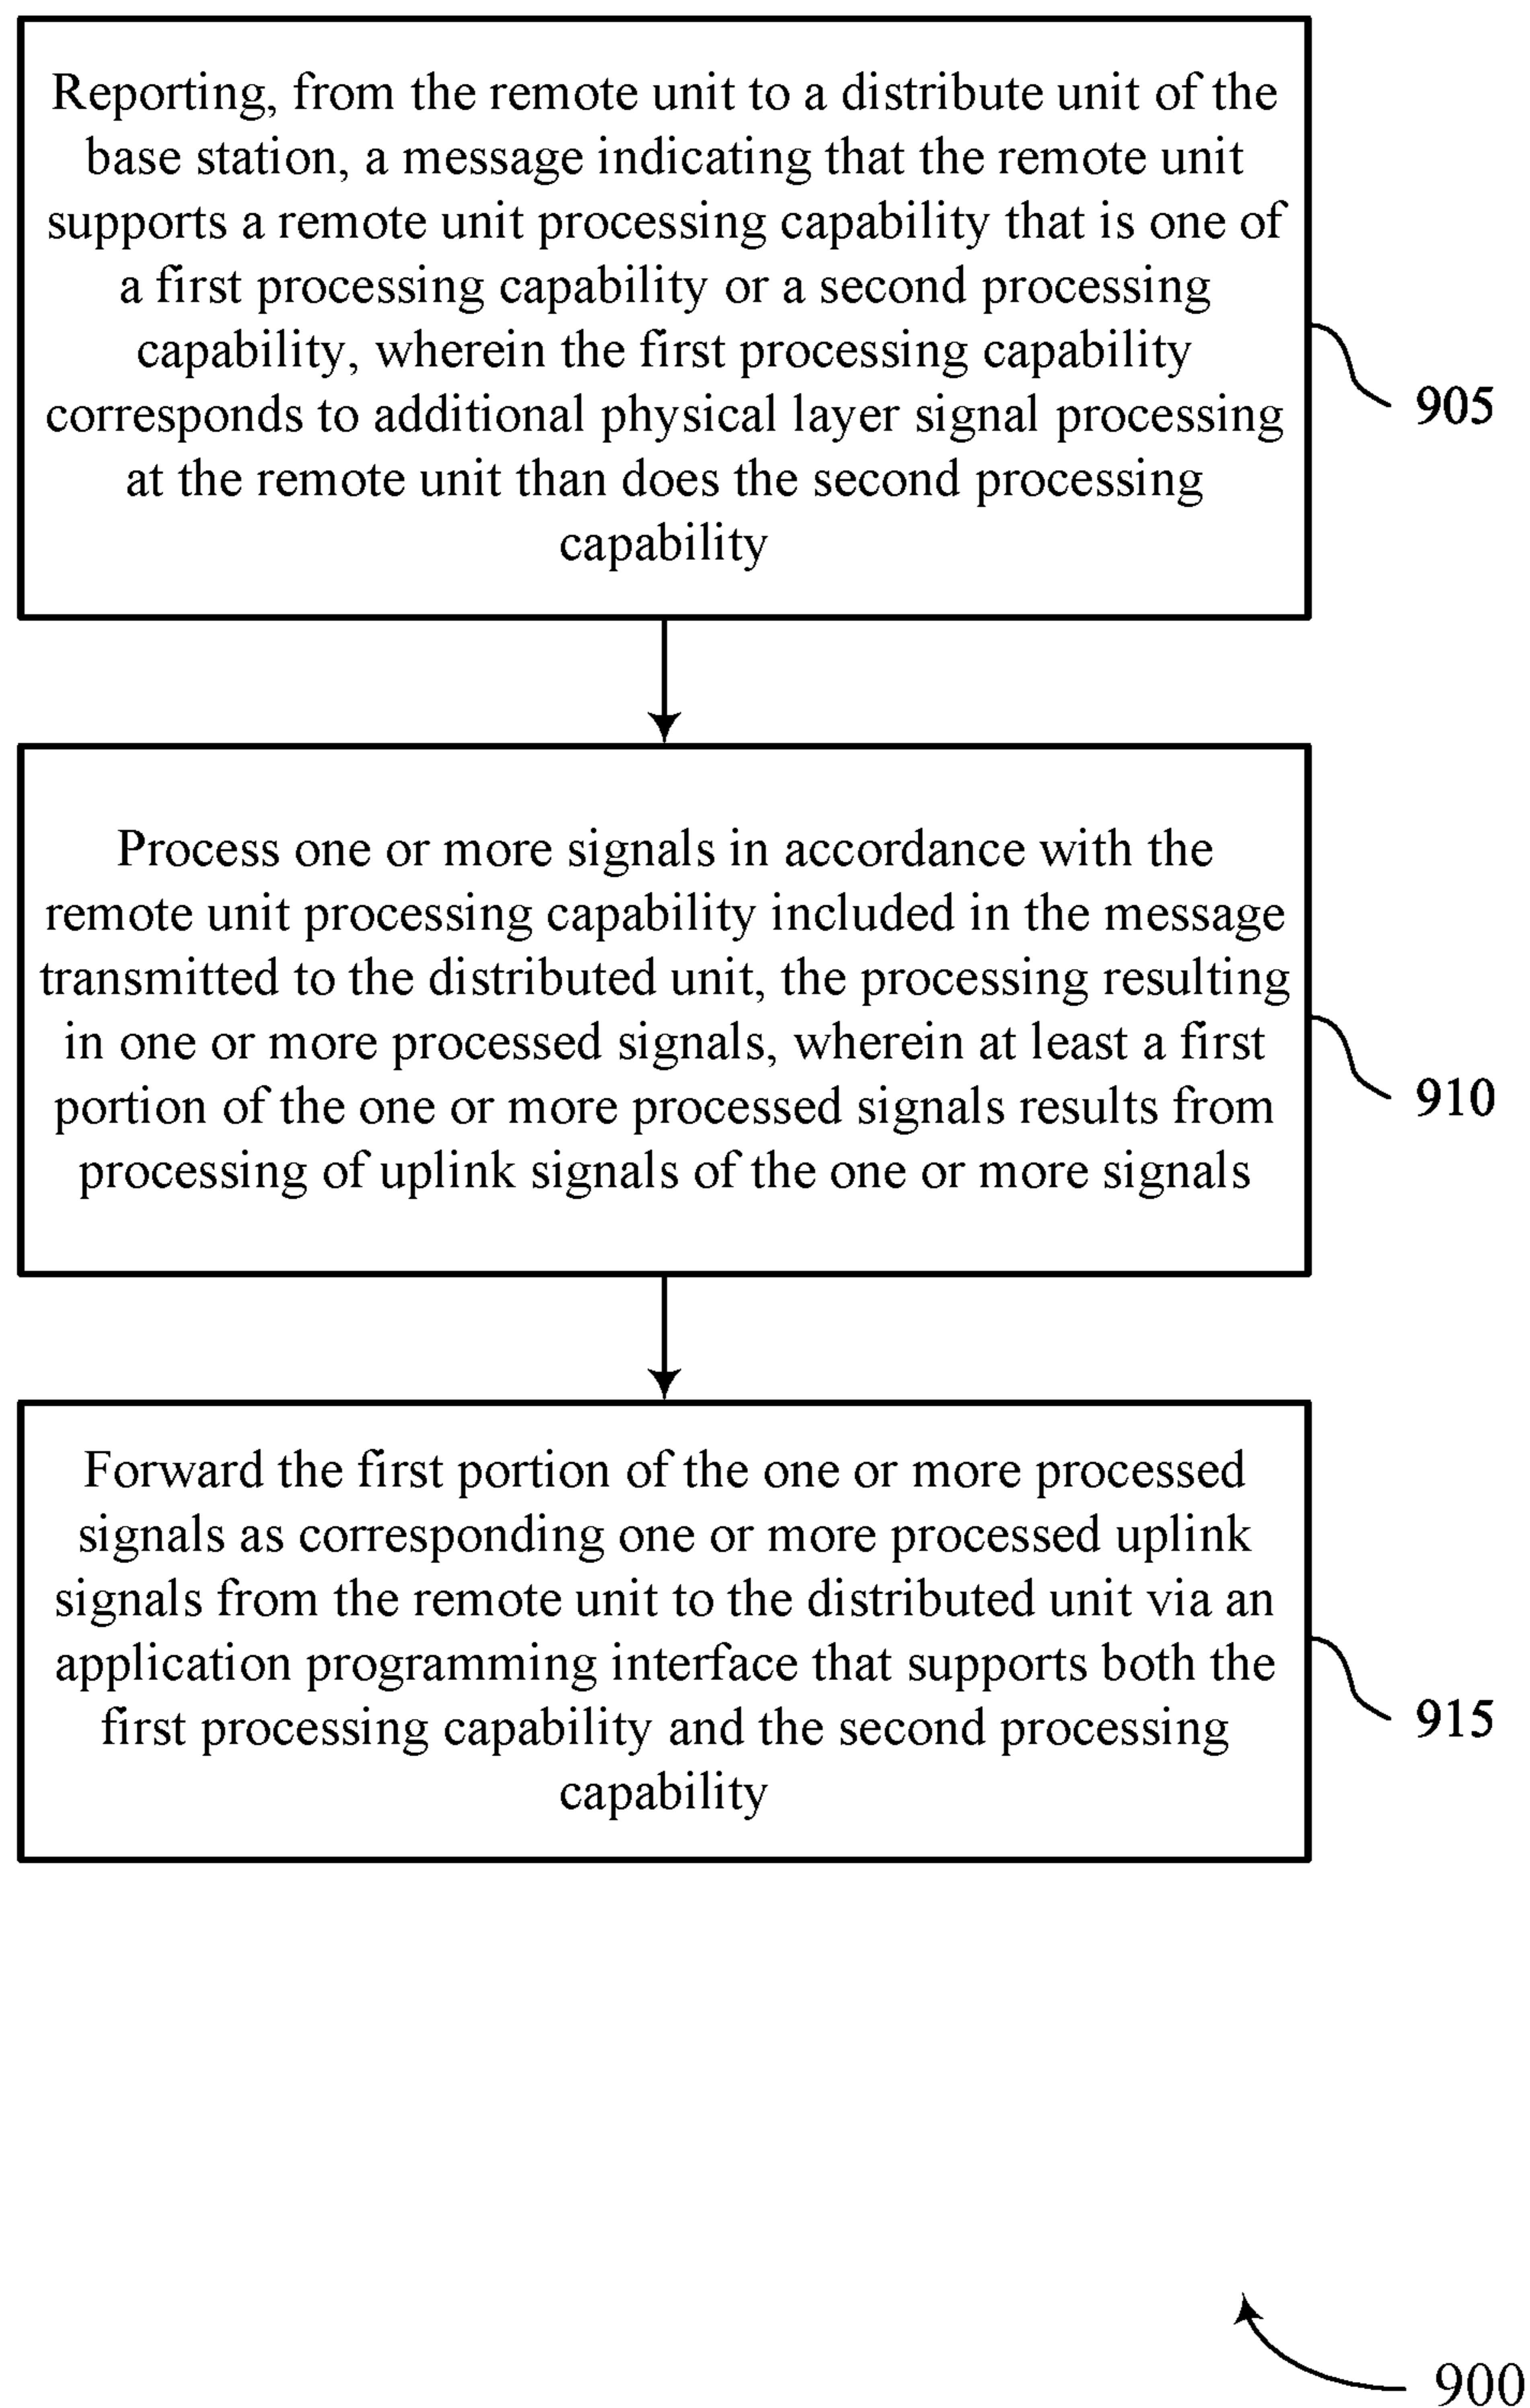 Reporting, from the remote unit to a distribute unit of the
base station, a message indicating that the remote unit
supports a remote unit processing capability that is one of
a first processing capability or a second processing
capability, wherein the first processing capability
corresponds to additional physical layer signal processing
at the remote unit than does the second processing
capability
905
Process one or more signals in accordance with the
remote unit processing capability included in the message
transmitted to the distributed unit, the processing resulting
in one or more processed signals, wherein at least a first
portion of the one or more processed signals results from
processing of uplink signals of the one or more signals
910
Forward the first portion of the one or more processed
signals as corresponding one or more processed uplink
signals from the remote unit to the distributed unit via an
application programming interface that supports both the
first processing capability and the second processing
capability
915
900